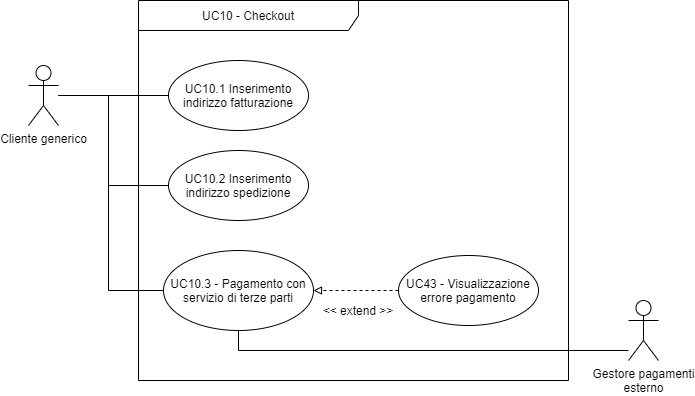 UC10 - Checkout
UC10.1 Inserimento
indirizzo fatturazione
Cliente generico
UC10.2 Inserimento
indirizzo spedizione
UC10.3 - Pagamento con
servizio di terze parti
UC43 - Visualizzazione
errore pagamento
<< extend >>
Gestore pagamenti
esterno